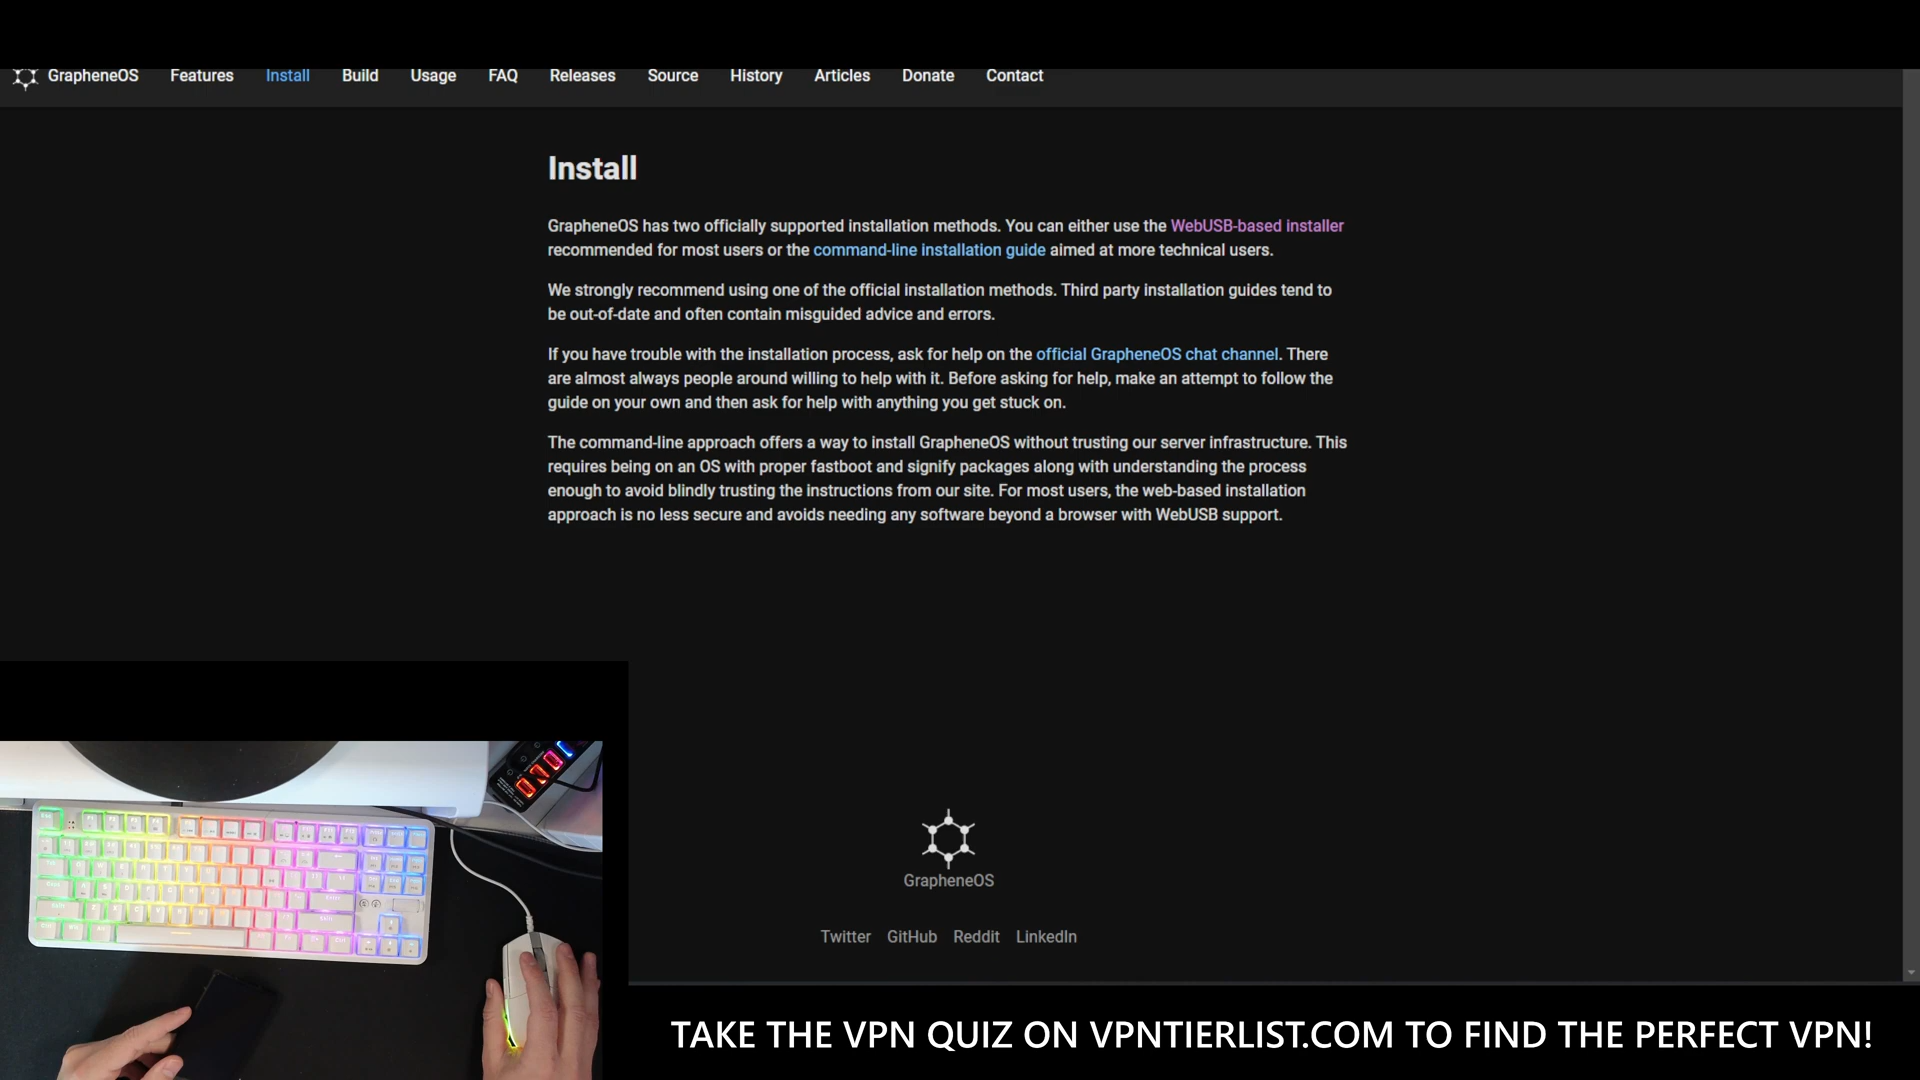 GrapheneOS Features Install Build Usage FAQ Releases Source History Articles Donate Contact
Install
GrapheneOS has two officially supported installation methods. You can either use the WebUSB-based installer
recommended for most users or the command-line installation guide aimed at more technical users.
We strongly recommend using one of the official installation methods. Third party installation guides tend to
be out-of-date and often contain misguided advice and errors.
If you have trouble with the installation process, ask for help on the official GrapheneOS chat channel. There
are almost always people around willing to help with it. Before asking for help, make an attempt to follow the
guide on your own and then ask for help with anything you get stuck on.
The command-line approach offers a way to install GrapheneOS without trusting our server infrastructure. This
requires being on an OS with proper fastboot and signify packages along with understanding the process
enough to avoid blindly trusting the instructions from our site. For most users, the web-based installation
approach is no less secure and avoids needing any software beyond a browser with WebUSB support.
GrapheneOS
Twitter GitHub Reddit LinkedIn
TAKE THE VPN QUIZ ON VPNTIERLIST.COM TO FIND THE PERFECT VPN!